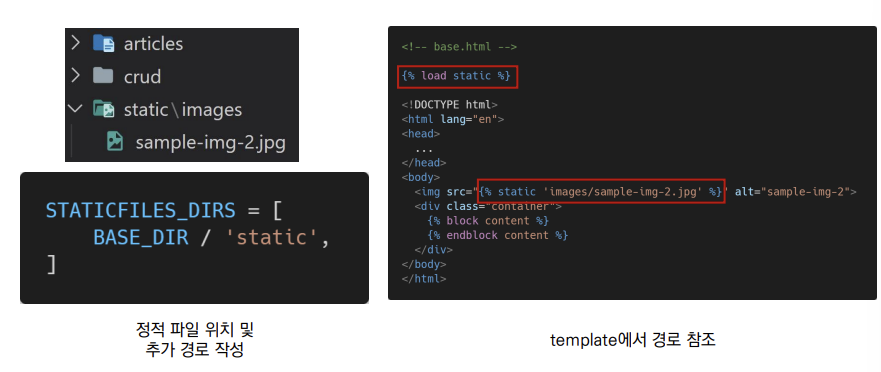 articles
crud
static\images
sample-img-2.jpg
STATICFILES_DIRS = [
    BASE_DIR / 'static',
]
정적 파일 위치 및
추가 경로 작성
<!-- base.html -->
{% load static %}
<!DOCTYPE html>
<html lang="en">
<head>
  ...
</head>
<body>
  <img src="{% static 'images/sample-img-2.jpg' %}" alt="sample-img-2">
  <div class="container">
    {% block content %}
    {% endblock content %}
  </div>
</body>
</html>
template에서 경로 참조